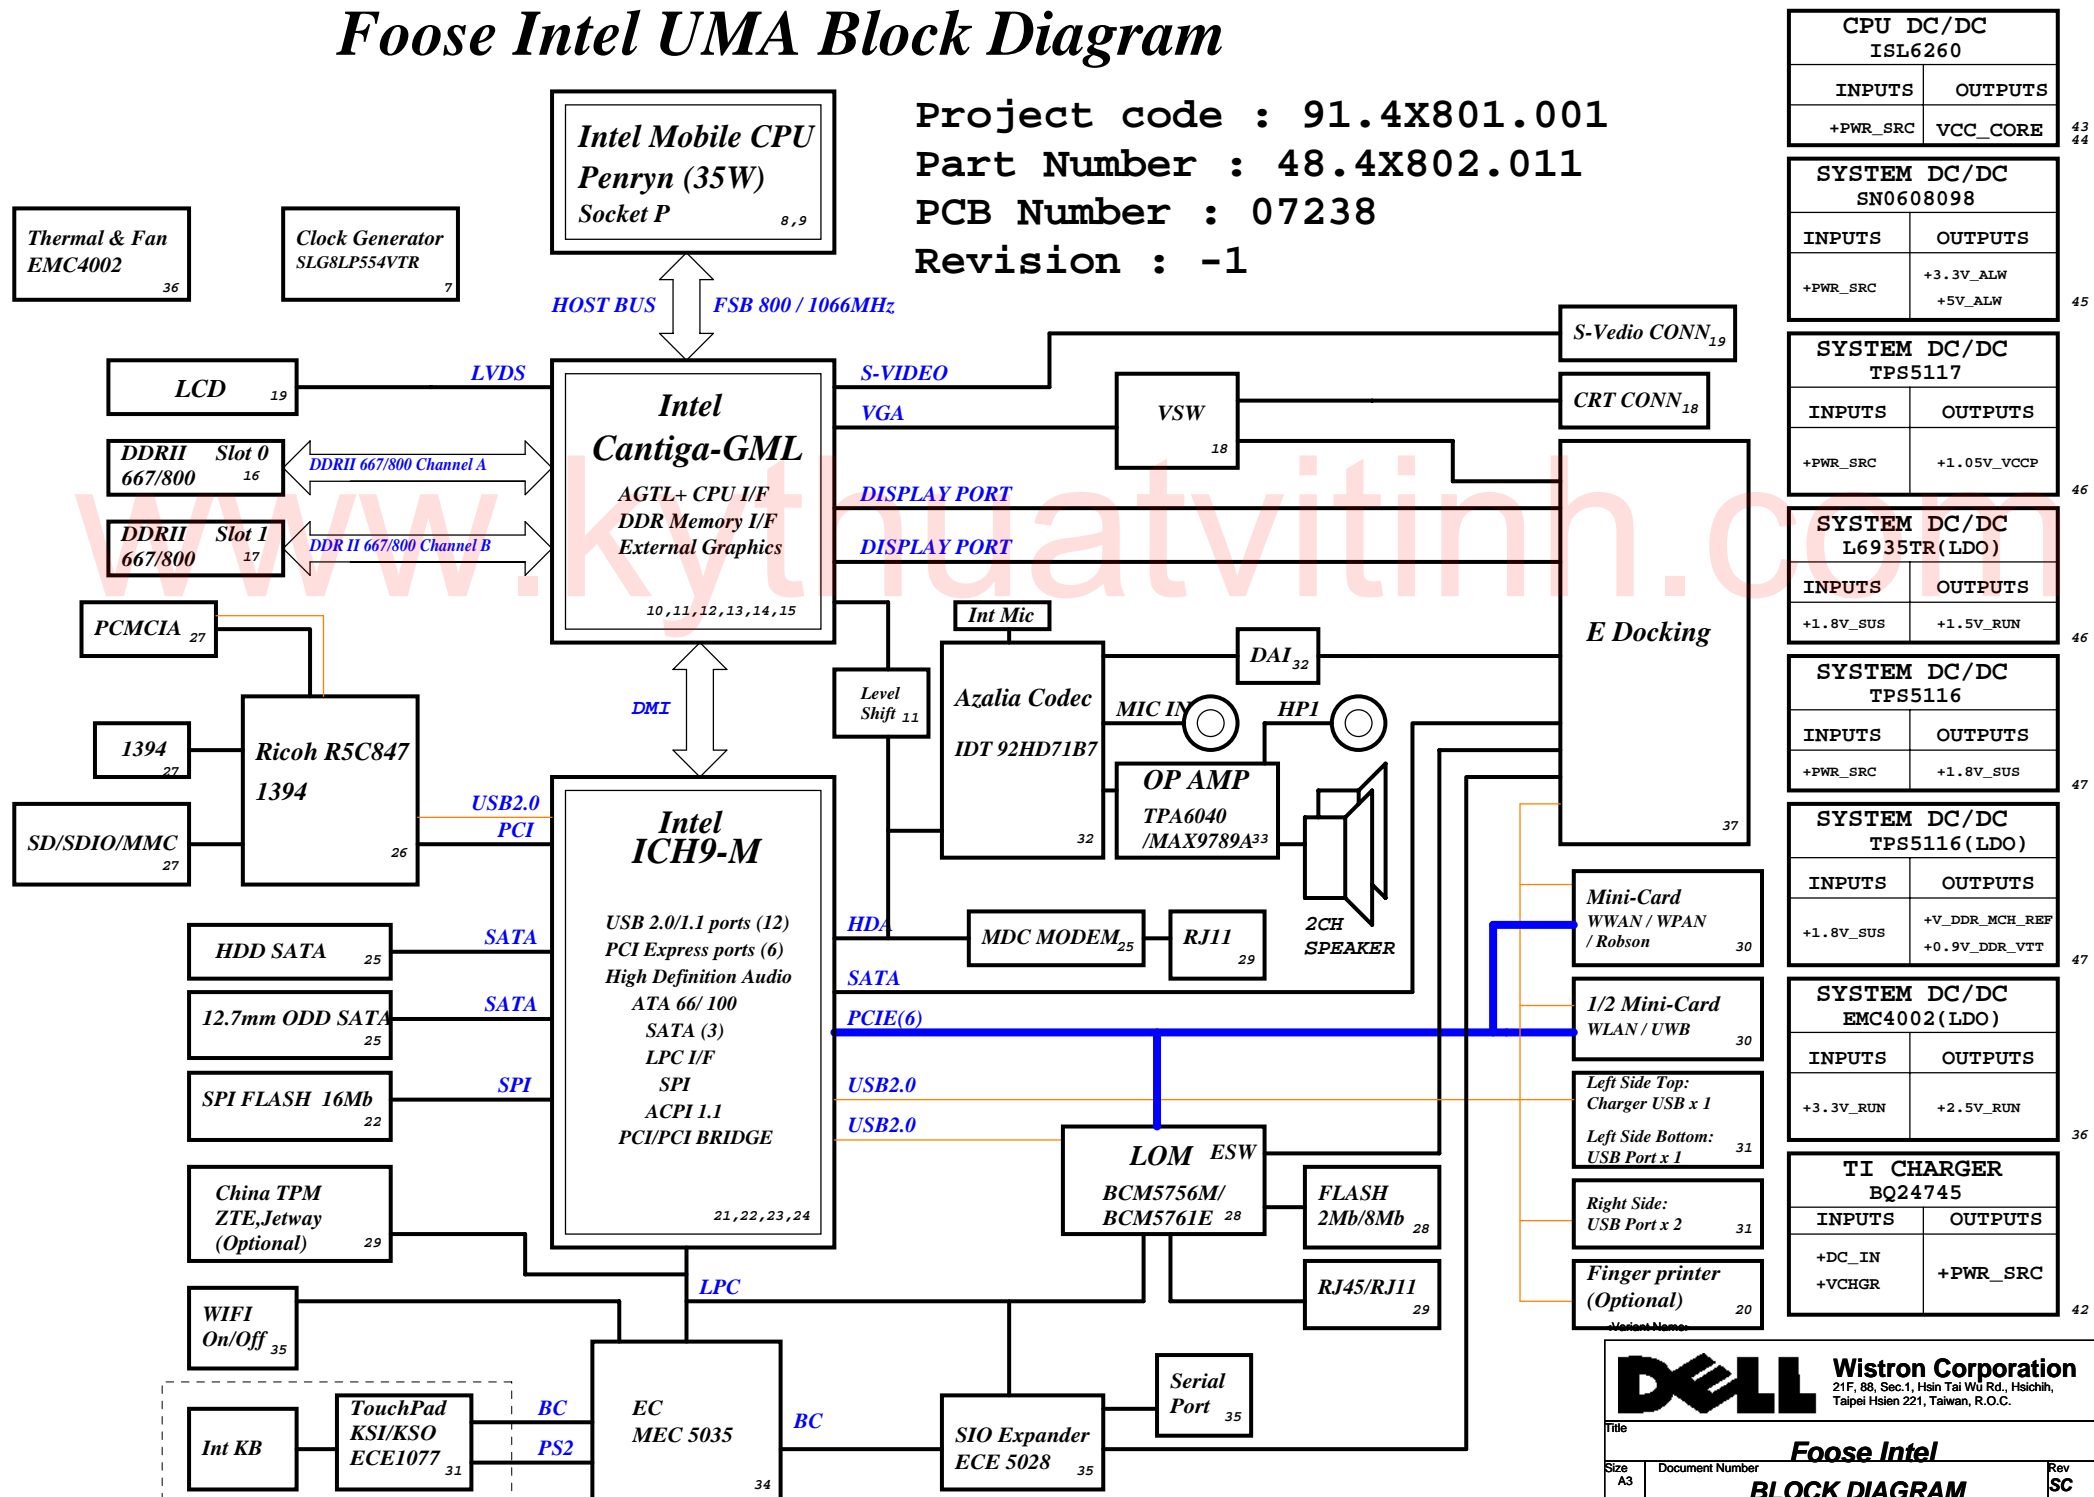 Foose Intel UMA Block Diagram
Project code : 91.4X801.001
Part Number : 48.4X802.011
PCB Number : 07238
Revision : -1
Intel Mobile CPU
Penryn (35W)
Socket P
8,9
Thermal & Fan
EMC4002
36
Clock Generator
SLG8LP554VTR
7
HOST BUS
FSB 800 / 1066MHz
LCD
19
LVDS
DDRII Slot 0
667/800
16
DDRII 667/800 Channel A
DDRII Slot 1
667/800
17
DDR II 667/800 Channel B
Intel
Cantiga-GML
AGTL+ CPU I/F
DDR Memory I/F
External Graphics
10,11,12,13,14,15
S-VIDEO
VGA
DISPLAY PORT
DISPLAY PORT
VSW
18
S-Vedio CONN
19
CRT CONN
18
E Docking
37
www.kythuatvitinh.com
PCMCIA
27
1394
27
SD/SDIO/MMC
27
Ricoh R5C847
1394
26
USB2.0
PCI
DMI
Level
Shift
11
Int Mic
Azalia Codec
IDT 92HD71B7
32
DAI
32
MIC IN
HP1
OP AMP
TPA6040
/MAX9789A
33
2CH
SPEAKER
Intel
ICH9-M
USB 2.0/1.1 ports (12)
PCI Express ports (6)
High Definition Audio
ATA 66/ 100
SATA (3)
LPC I/F
SPI
ACPI 1.1
PCI/PCI BRIDGE
21,22,23,24
HDD SATA
25
SATA
12.7mm ODD SATA
25
SATA
SPI FLASH 16Mb
22
SPI
China TPM
ZTE,Jetway
(Optional)
29
WIFI
On/Off
35
HDA
MDC MODEM
25
RJ11
29
SATA
PCIE(6)
USB2.0
USB2.0
LOM ESW
BCM5756M/
BCM5761E
28
FLASH
2Mb/8Mb
28
RJ45/RJ11
29
Mini-Card
WWAN / WPAN
/ Robson
30
1/2 Mini-Card
WLAN / UWB
30
Left Side Top:
Charger USB x 1
Left Side Bottom:
USB Port x 1
31
Right Side:
USB Port x 2
31
Finger printer
(Optional)
20
LPC
Int KB
TouchPad
KSI/KSO
ECE1077
31
BC
PS2
EC
MEC 5035
34
BC
SIO Expander
ECE 5028
35
Serial
Port
35
CPU DC/DC
ISL6260
INPUTS OUTPUTS
+PWR_SRC VCC_CORE
43
44
SYSTEM DC/DC
SN0608098
INPUTS OUTPUTS
+PWR_SRC
+3.3V_ALW
+5V_ALW
45
SYSTEM DC/DC
TPS5117
INPUTS OUTPUTS
+PWR_SRC +1.05V_VCCP
46
SYSTEM DC/DC
L6935TR(LDO)
INPUTS OUTPUTS
+1.8V_SUS +1.5V_RUN
46
SYSTEM DC/DC
TPS5116
INPUTS OUTPUTS
+PWR_SRC +1.8V_SUS
47
SYSTEM DC/DC
TPS5116(LDO)
INPUTS OUTPUTS
+1.8V_SUS
+V_DDR_MCH_REF
+0.9V_DDR_VTT
47
SYSTEM DC/DC
EMC4002(LDO)
INPUTS OUTPUTS
+3.3V_RUN +2.5V_RUN
36
TI CHARGER
BQ24745
INPUTS OUTPUTS
+DC_IN
+VCHGR
+PWR_SRC
42
<Variant Name>
DELL
Wistron Corporation
21F, 88, Sec.1, Hsin Tai Wu Rd., Hsichih,
Taipei Hsien 221, Taiwan, R.O.C.
Title
Foose Intel
Size
A3
Document Number
BLOCK DIAGRAM
Rev
SC